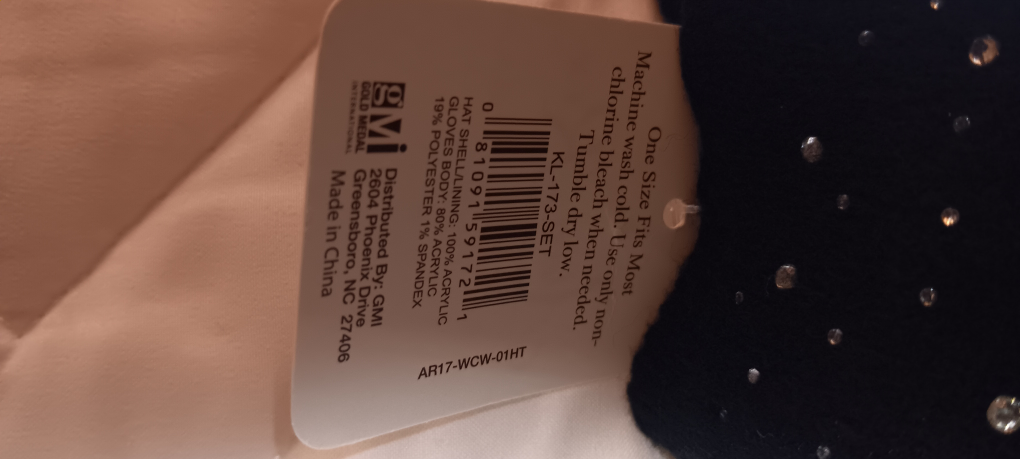 One Size Fits Most
Machine wash cold. Use only non-
chlorine bleach when needed.
Tumble dry low.
KL-173-SET
0 81091 59172 1
HAT SHELL/LINING: 100% ACRYLIC
GLOVES BODY: 80% ACRYLIC
19% POLYESTER 1% SPANDEX
AR17-WCW-01HT
gMi
GOLD MEDAL
INTERNATIONAL
Distributed By: GMI
2604 Phoenix Drive
Greensboro, NC 27406
Made in China